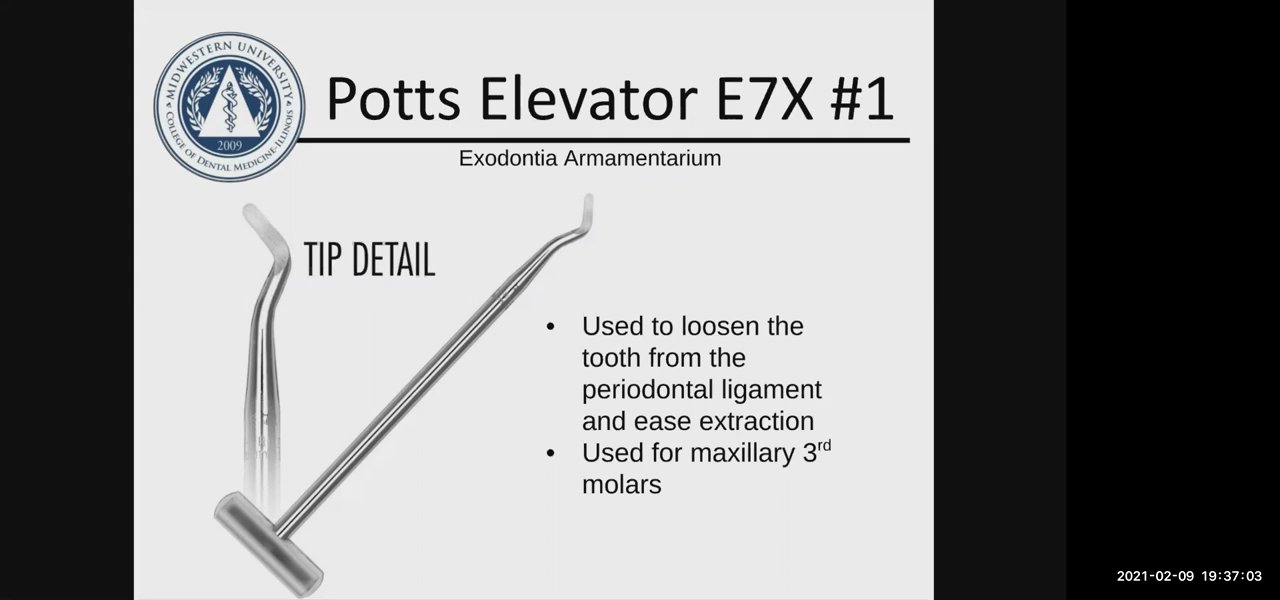 MIDWESTERN UNIVERSITY
COLLEGE OF DENTAL MEDICINE-ILLINOIS
2009
Potts Elevator E7X #1
Exodontia Armamentarium
TIP DETAIL
• Used to loosen the
tooth from the
periodontal ligament
and ease extraction
• Used for maxillary 3rd
molars
2021-02-09 19:37:03